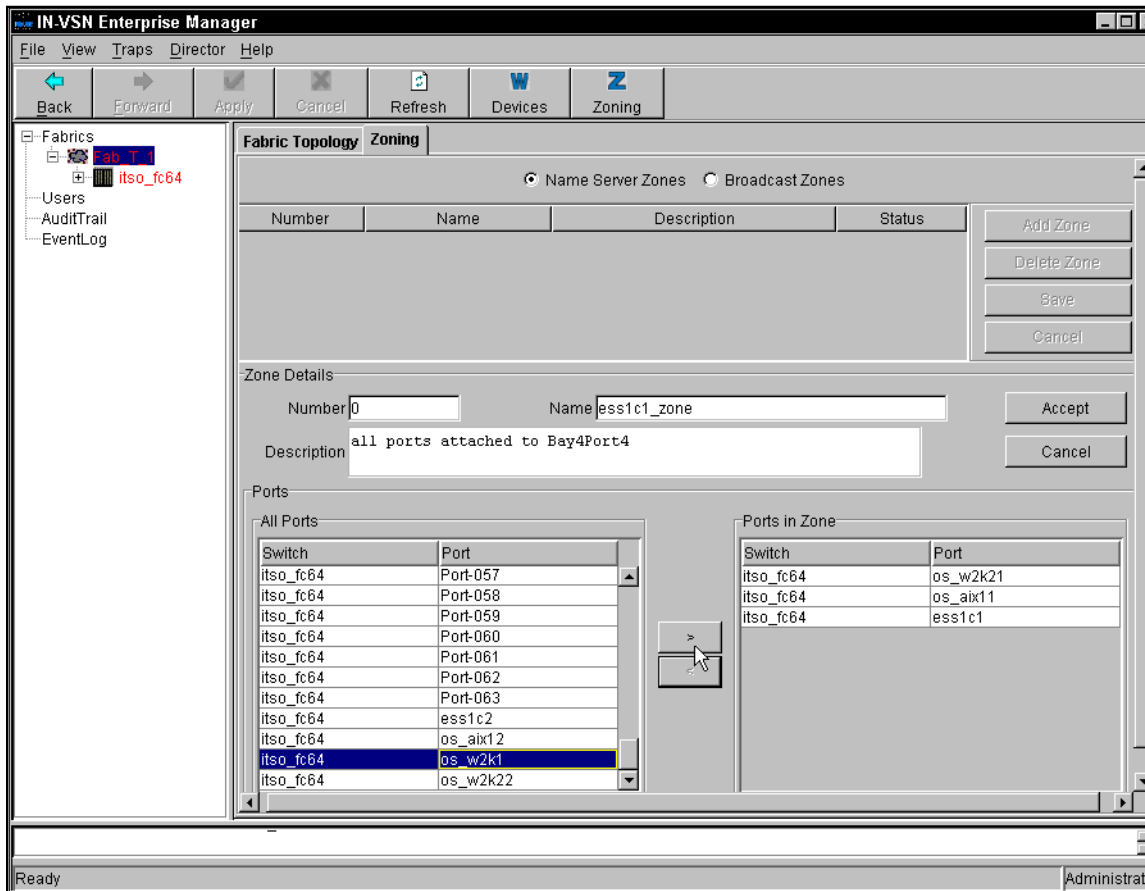 IN-VSN Enterprise Manager
File View Traps Director Help
Back Forward Apply Cancel Refresh Devices Zoning
Fabrics
Fab_T_1
itso_fc64
Users
AuditTrail
EventLog
Fabric Topology Zoning
Name Server Zones Broadcast Zones
Number Name Description Status
Add Zone
Delete Zone
Save
Cancel
Zone Details
Number 0 Name ess1c1_zone Accept
Description all ports attached to Bay4Port4 Cancel
Ports
All Ports
Switch Port
itso_fc64 Port-057
itso_fc64 Port-058
itso_fc64 Port-059
itso_fc64 Port-060
itso_fc64 Port-061
itso_fc64 Port-062
itso_fc64 Port-063
itso_fc64 ess1c2
itso_fc64 os_aix12
itso_fc64 os_w2k1
itso_fc64 os_w2k22
>
<
Ports in Zone
Switch Port
itso_fc64 os_w2k21
itso_fc64 os_aix11
itso_fc64 ess1c1
Ready Administrat